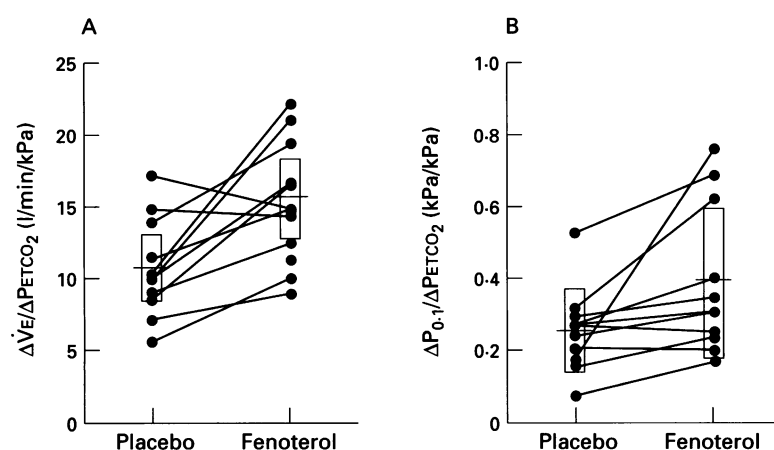 A
25
20
15
10
5
0
ΔV̇E/ΔPETCO2 (l/min/kPa)
Placebo Fenoterol
B
1·0
0·8
0·6
0·4
0·2
0
ΔP0·1/ΔPETCO2 (kPa/kPa)
Placebo Fenoterol